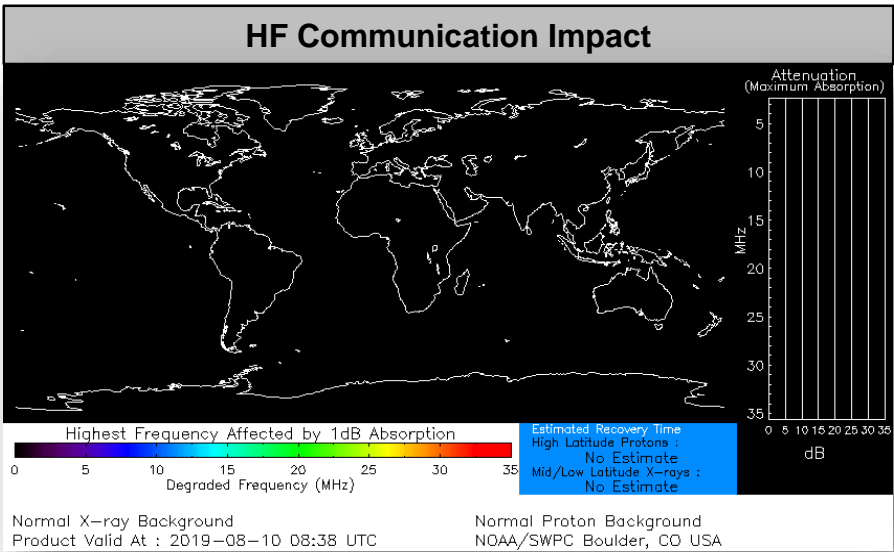 HF Communication Impact
Attenuation
(Maximum Absorption)
5
10
15
20
25
30
35
MHz
0 5 10 15 20 25 30 35
dB
Highest Frequency Affected by 1dB Absorption
0 5 10 15 20 25 30 35
Degraded Frequency (MHz)
Estimated Recovery Time
High Latitude Protons :
No Estimate
Mid/Low Latitude X-rays :
No Estimate
Normal X-ray Background
Product Valid At : 2019-08-10 08:38 UTC
Normal Proton Background
NOAA/SWPC Boulder, CO USA